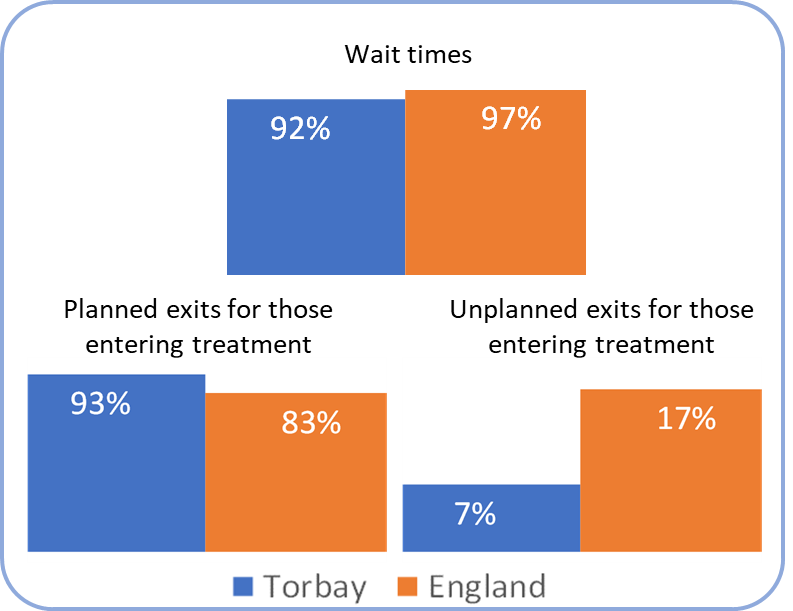 Wait times
92%
97%
Planned exits for those
entering treatment
93%
83%
Unplanned exits for those
entering treatment
7%
17%
Torbay
England